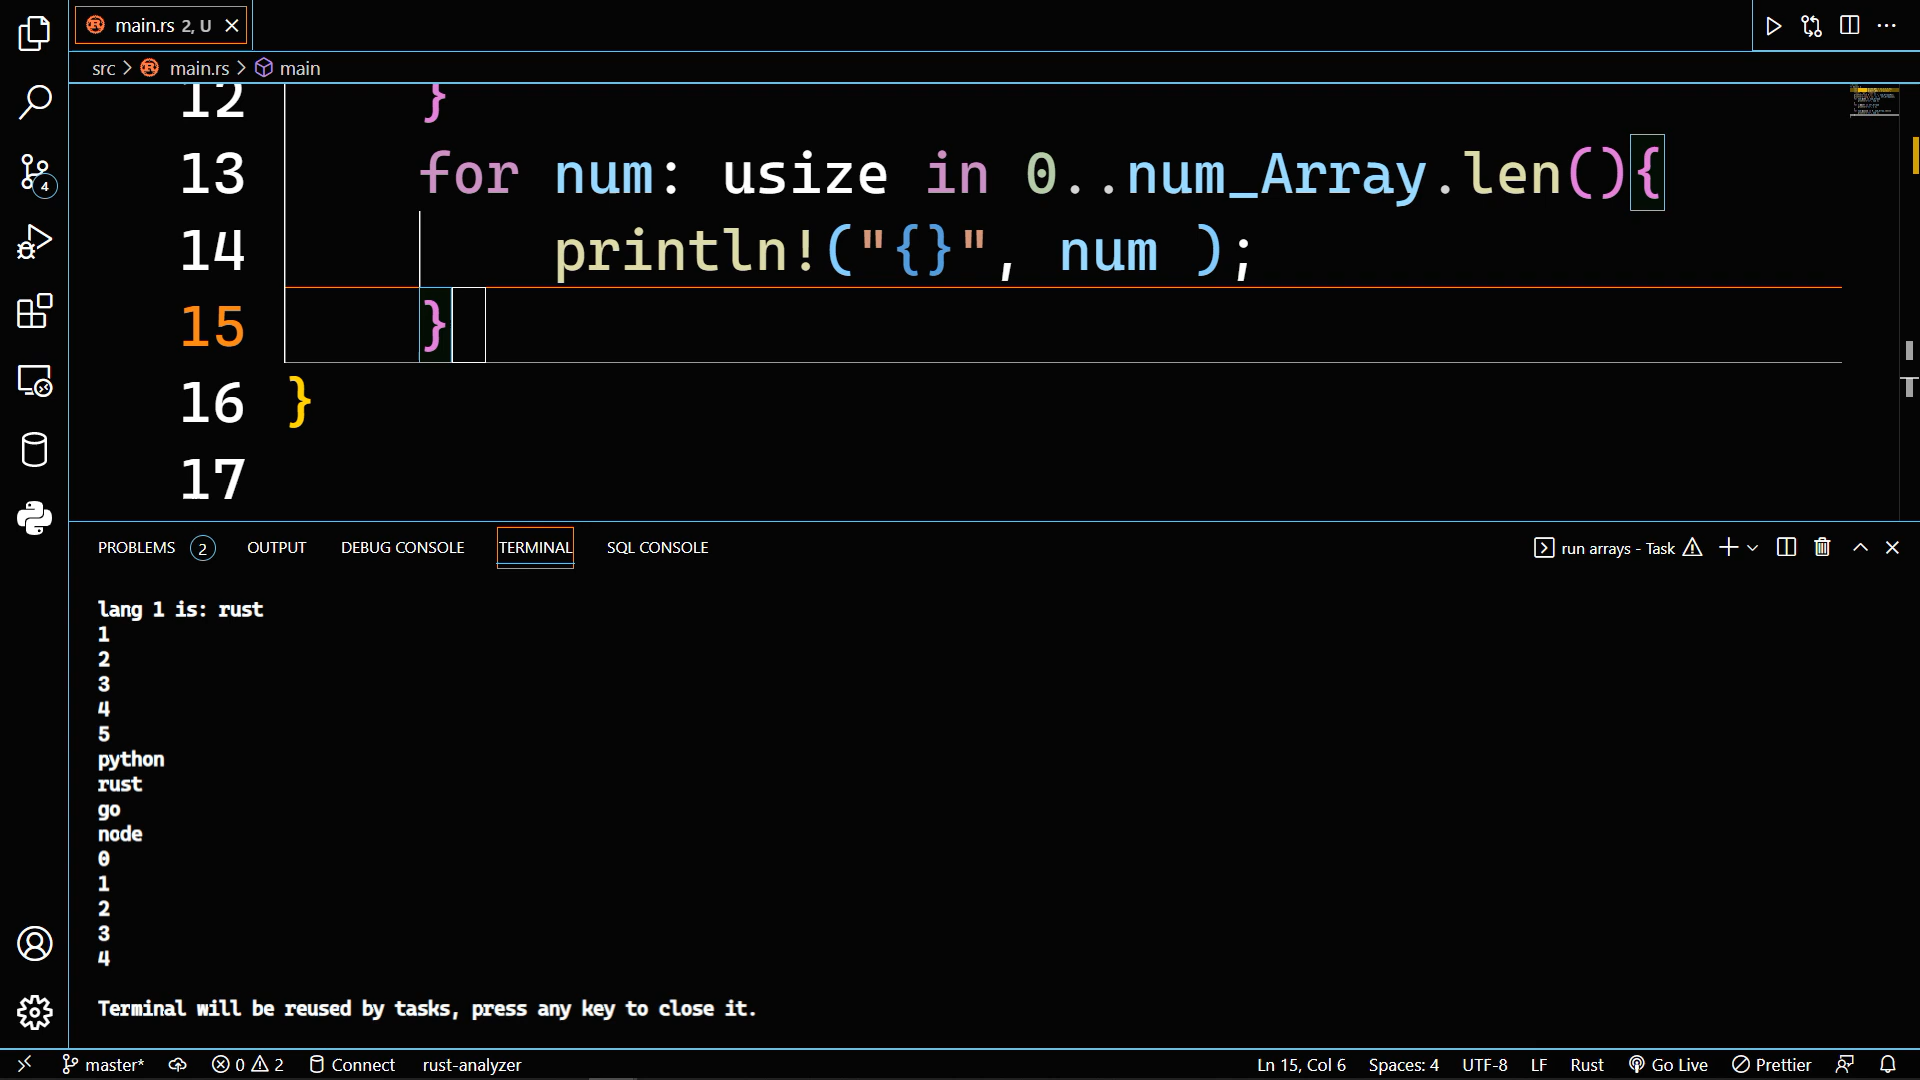 main.rs 2, U
src > main.rs > main
12 }
13 for num: usize in 0..num_Array.len(){
14 println!("{}", num );
15 }
16 }
17
4
PROBLEMS 2 OUTPUT DEBUG CONSOLE TERMINAL SQL CONSOLE run arrays - Task
lang 1 is: rust
1
2
3
4
5
python
rust
go
node
0
1
2
3
4
Terminal will be reused by tasks, press any key to close it.
master* 0 2 Connect rust-analyzer Ln 15, Col 6 Spaces: 4 UTF-8 LF Rust Go Live Prettier